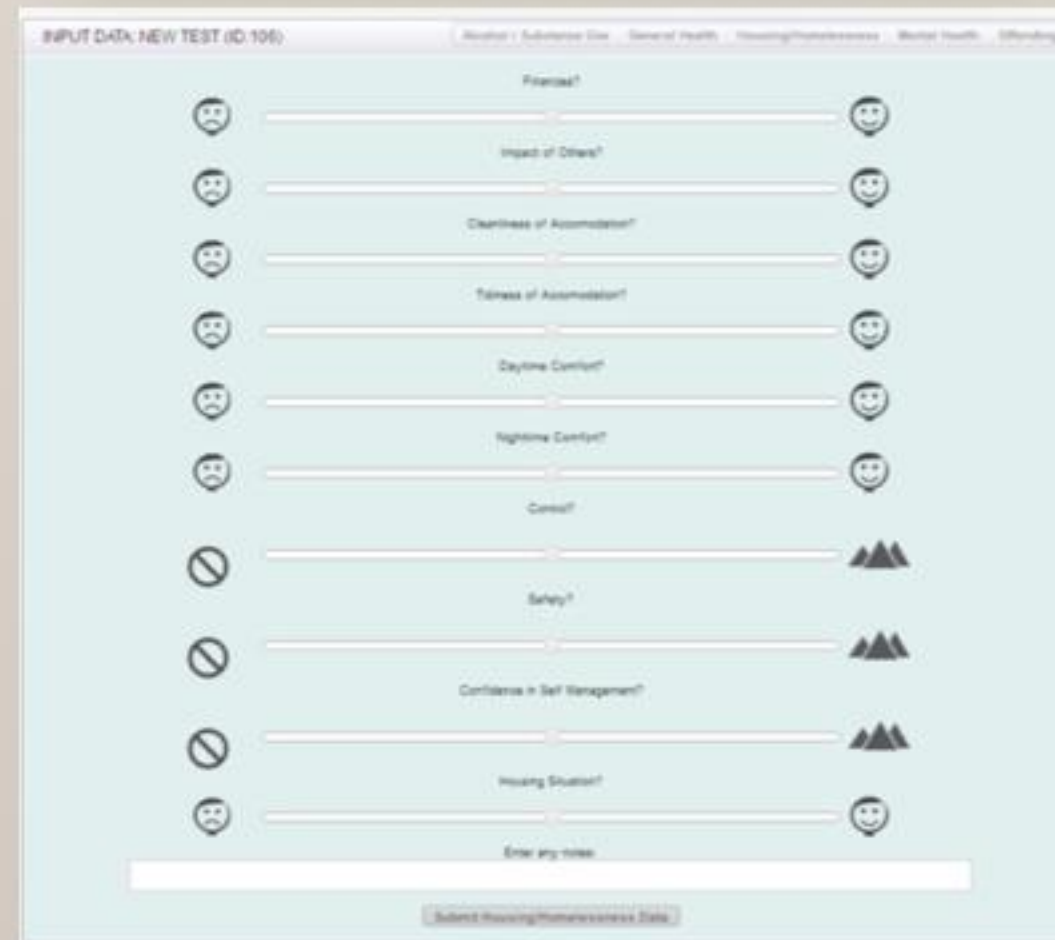 INPUT DATA: NEW TEST (ID:106)
Alcohol / Substance Use General Health Housing/Homelessness Mental Health Offending
Finances?
Impact of Others?
Cleanliness of Accomodation?
Tidiness of Accomodation?
Daytime Comfort?
Nightime Comfort?
Control?
Safety?
Confidence in Self Management?
Housing Situation?
Enter any notes:
Submit Housing/Homelessness Data